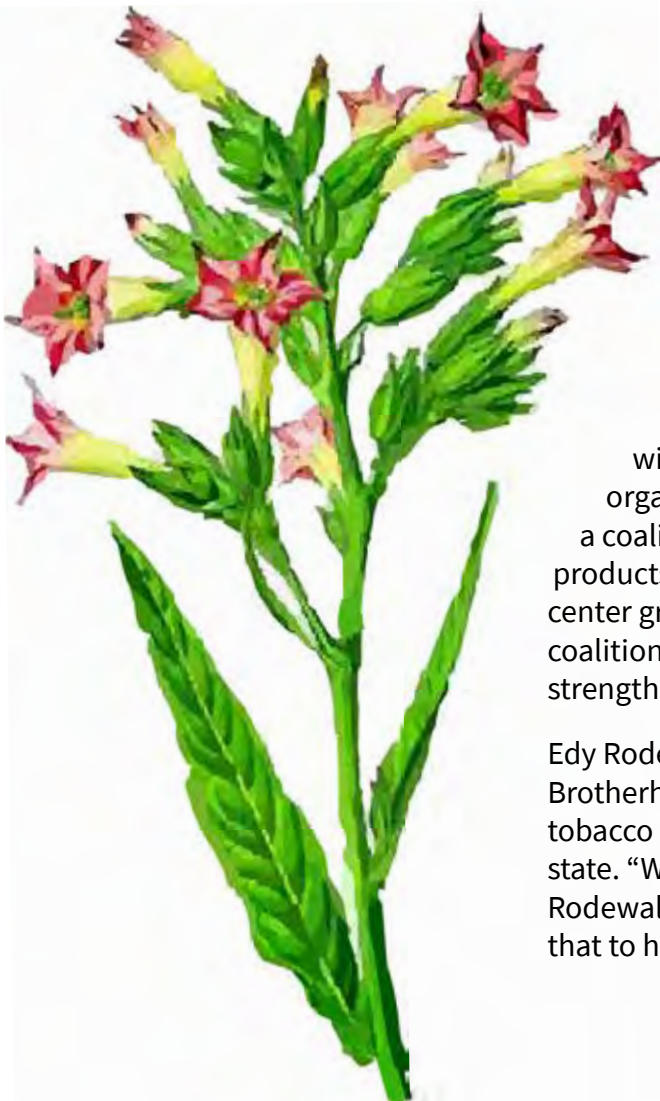 wi
orga
a coali
products
center gr
coalition
strength
Edy Rode
Brotherh
tobacco
state. “W
Rodewal
that to h